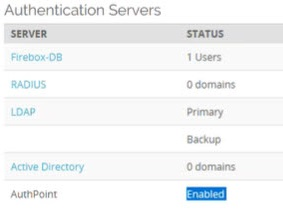 Authentication Servers
SERVER STATUS
Firebox-DB 1 Users
RADIUS 0 domains
LDAP Primary
Backup
Active Directory 0 domains
AuthPoint Enabled